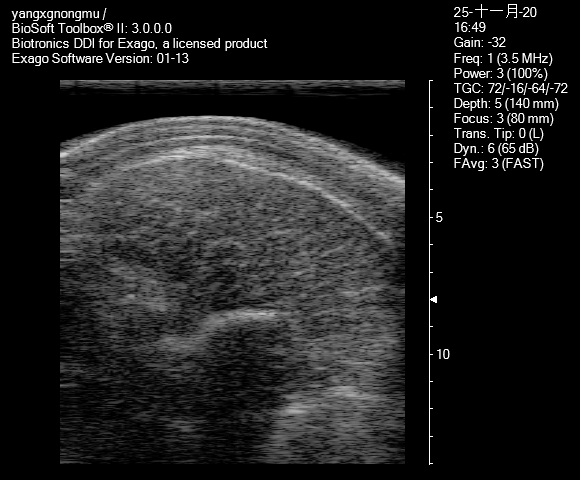 yangxgnongmu /
BioSoft Toolbox® II: 3.0.0.0
Biotronics DDI for Exago, a licensed product
Exago Software Version: 01-13
25-十一月-20
16:49
Gain: -32
Freq: 1 (3.5 MHz)
Power: 3 (100%)
TGC: 72/-16/-64/-72
Depth: 5 (140 mm)
Focus: 3 (80 mm)
Trans. Tip: 0 (L)
Dyn.: 6 (65 dB)
FAvg: 3 (FAST)
5
10